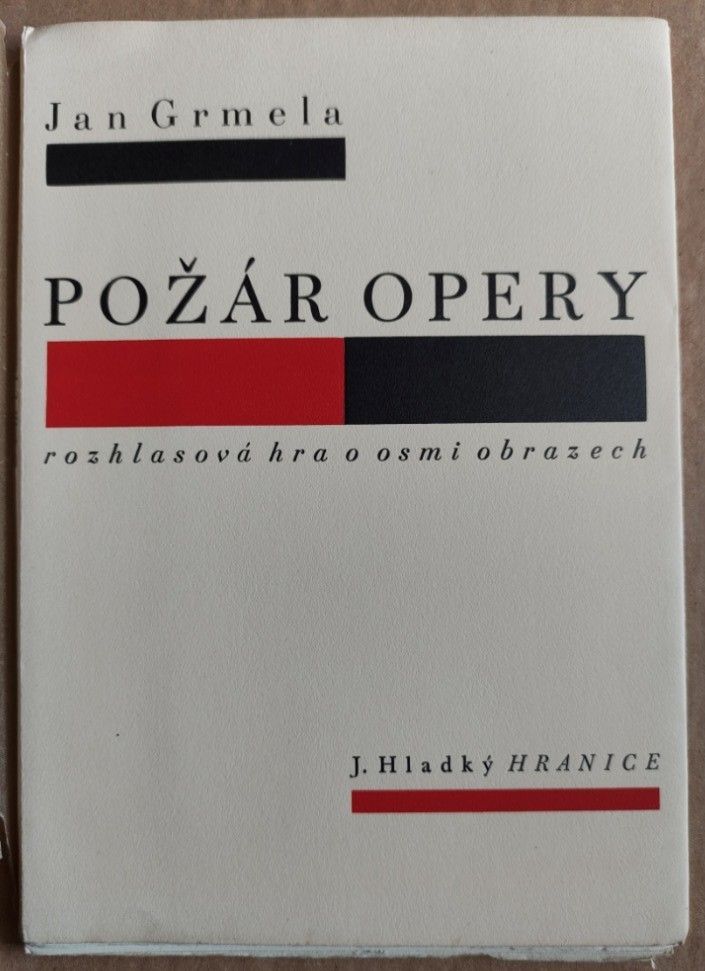 Jan Grmela
POŽÁR OPERY
rozhlasová hra o osmi obrazech
J. Hladký HRANICE